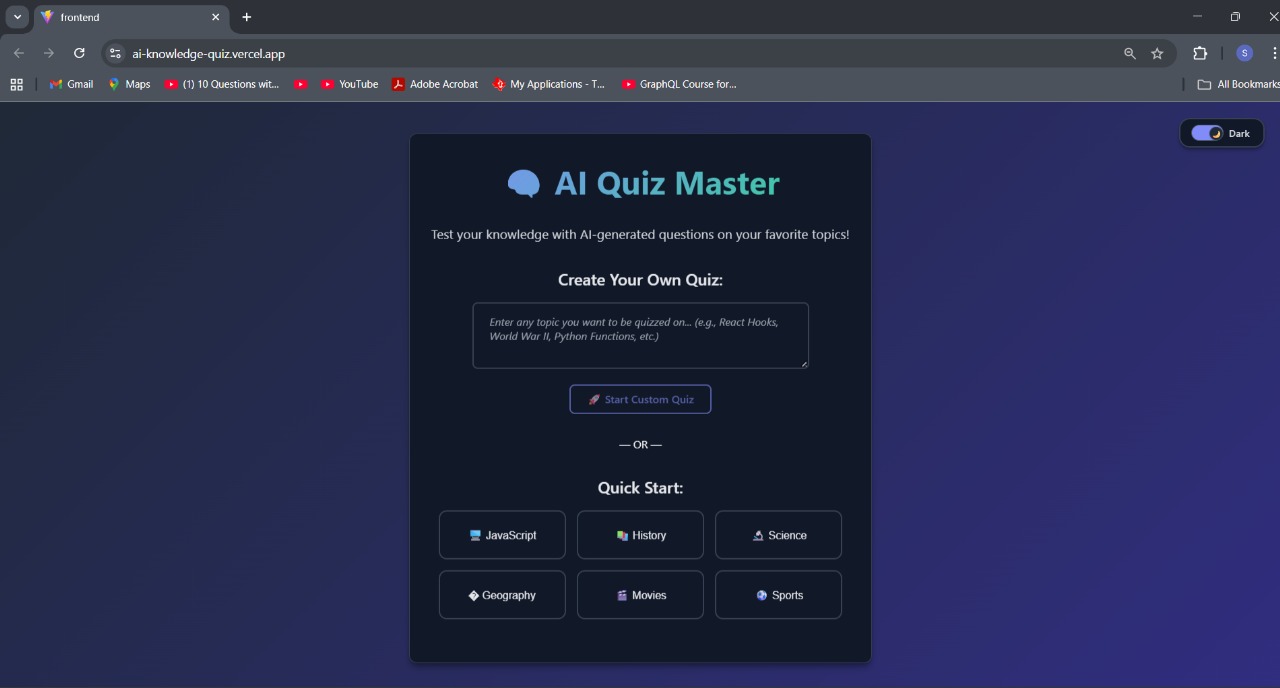 frontend
ai-knowledge-quiz.vercel.app
Gmail
Maps
(1) 10 Questions wit...
YouTube
Adobe Acrobat
My Applications - T...
GraphQL Course for...
All Bookmarks
S
Dark
AI Quiz Master
Test your knowledge with AI-generated questions on your favorite topics!
Create Your Own Quiz:
Enter any topic you want to be quizzed on... (e.g., React Hooks,
World War II, Python Functions, etc.)
🚀 Start Custom Quiz
— OR —
Quick Start:
JavaScript
History
Science
� Geography
Movies
Sports